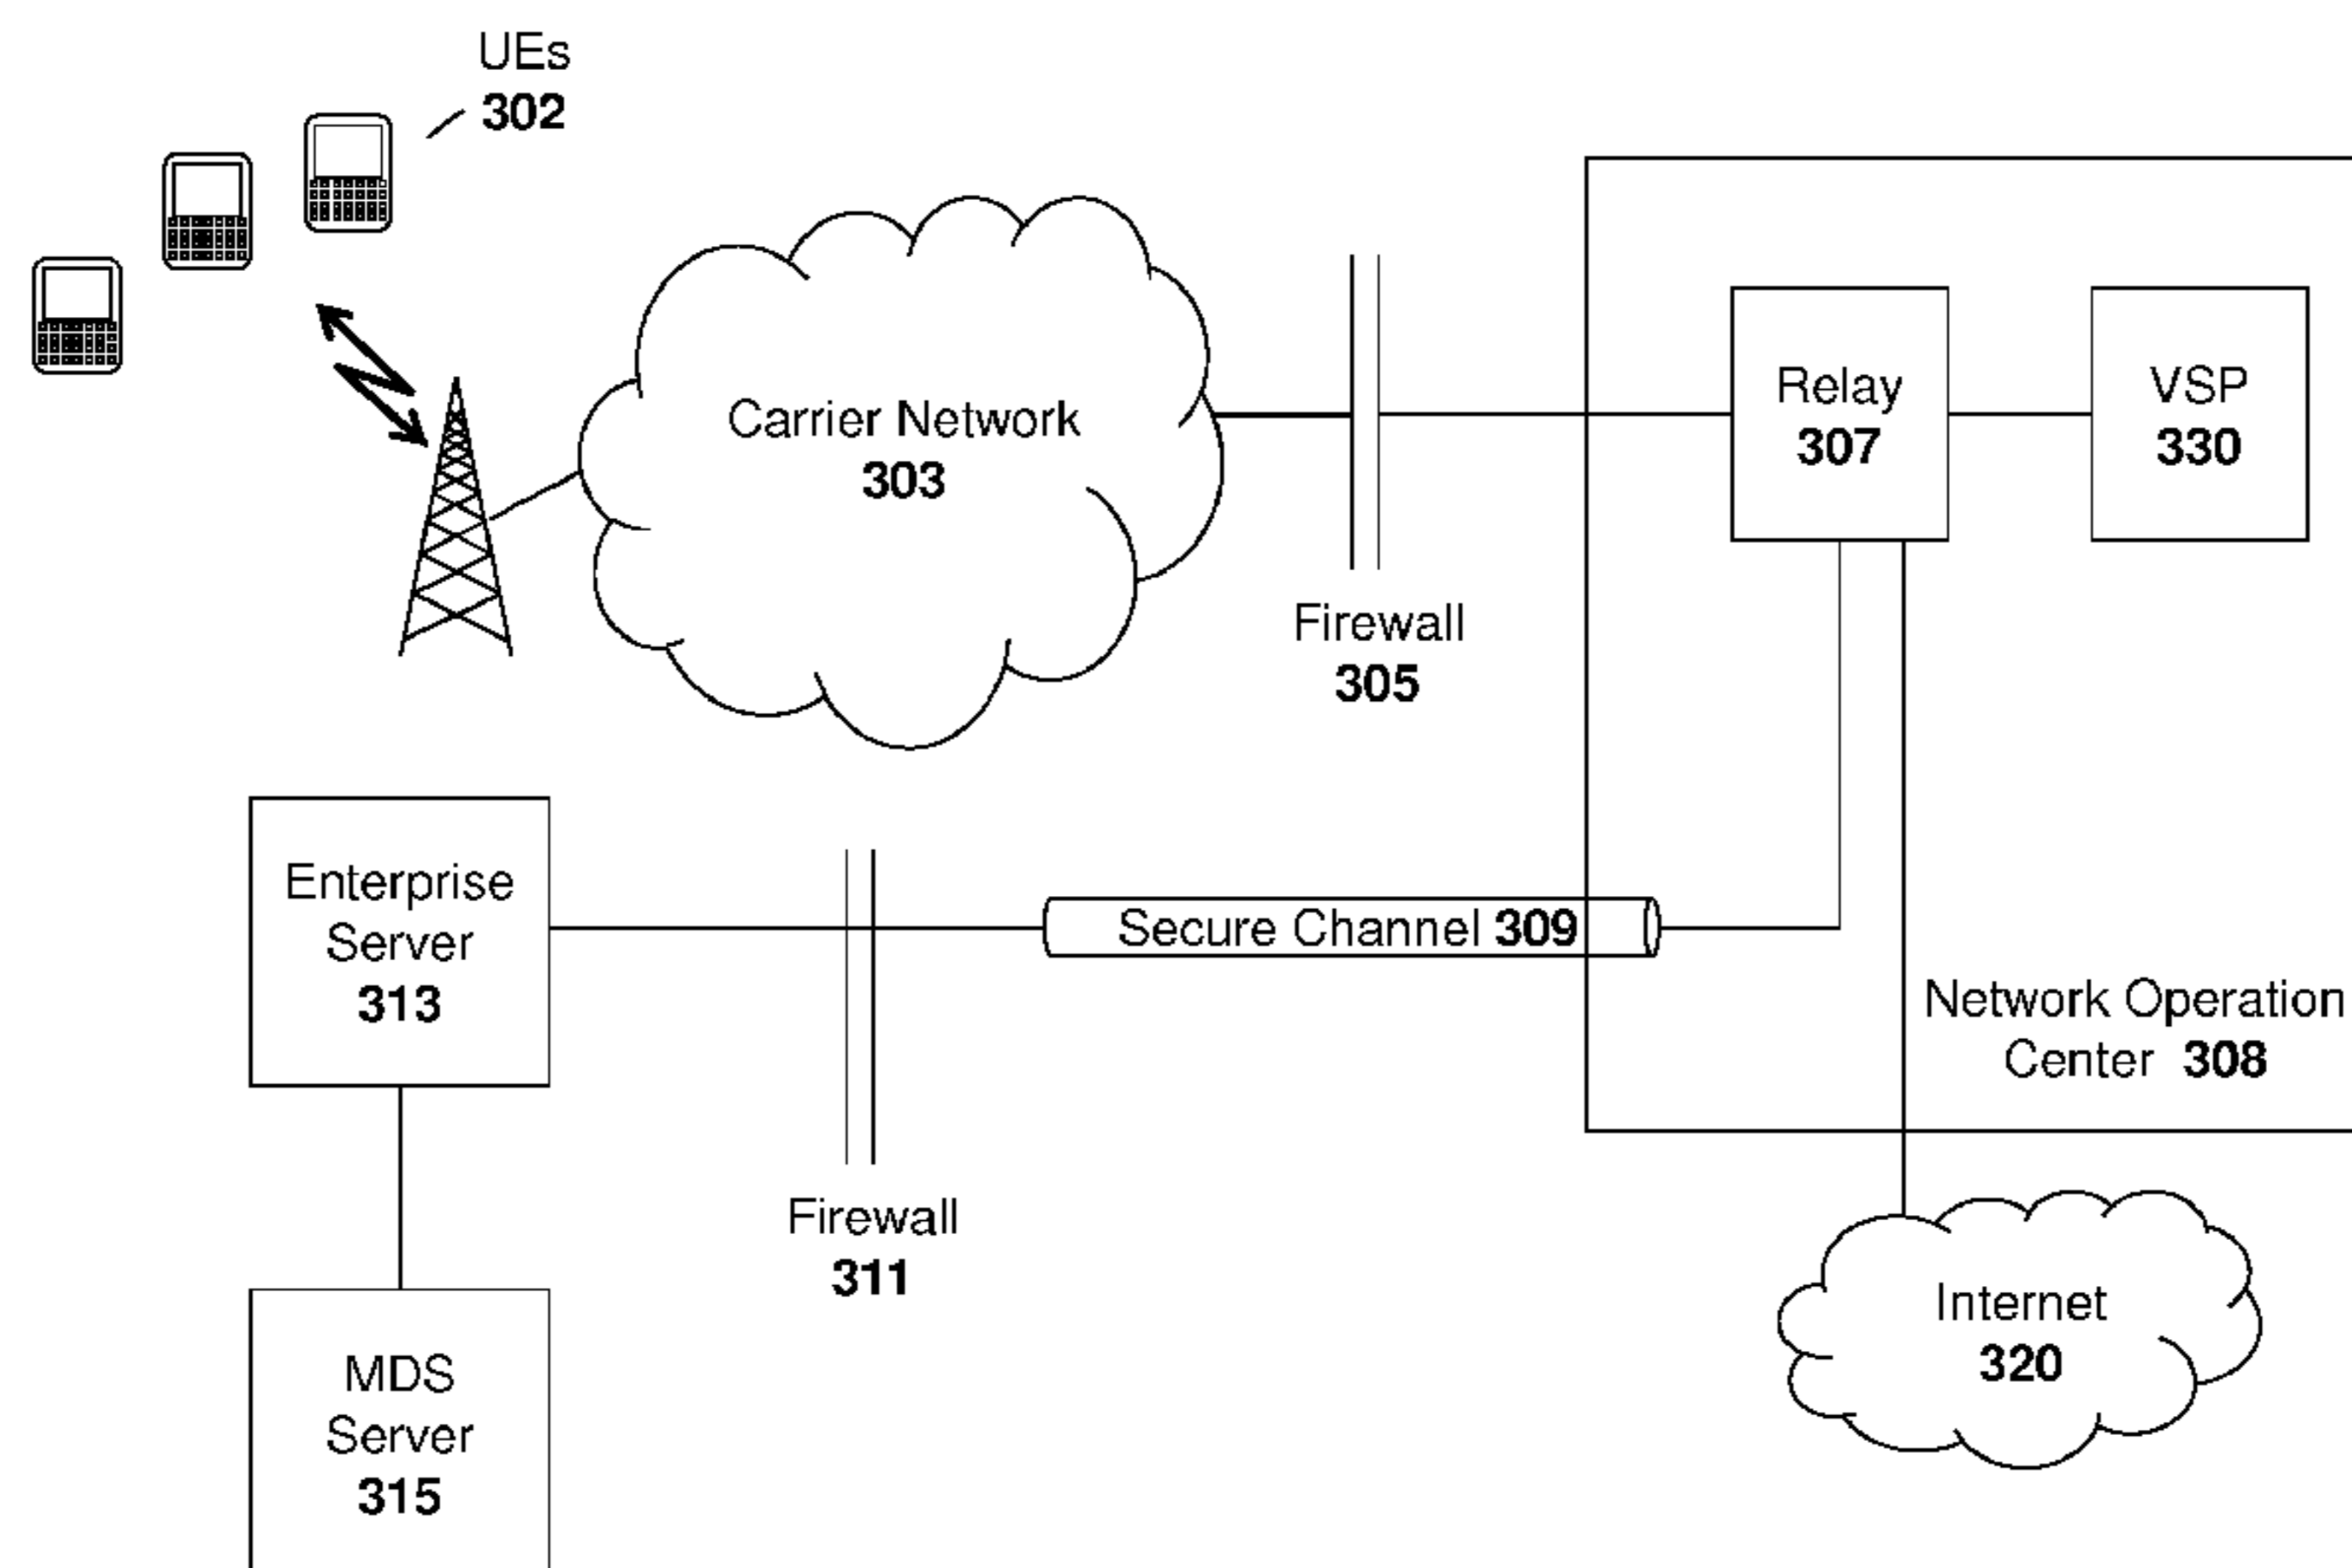 UEs
302
Carrier Network
303
Firewall
305
Relay
307
VSP
330
Enterprise
Server
313
Secure Channel 309
Network Operation
Center 308
Firewall
311
Internet
320
MDS
Server
315